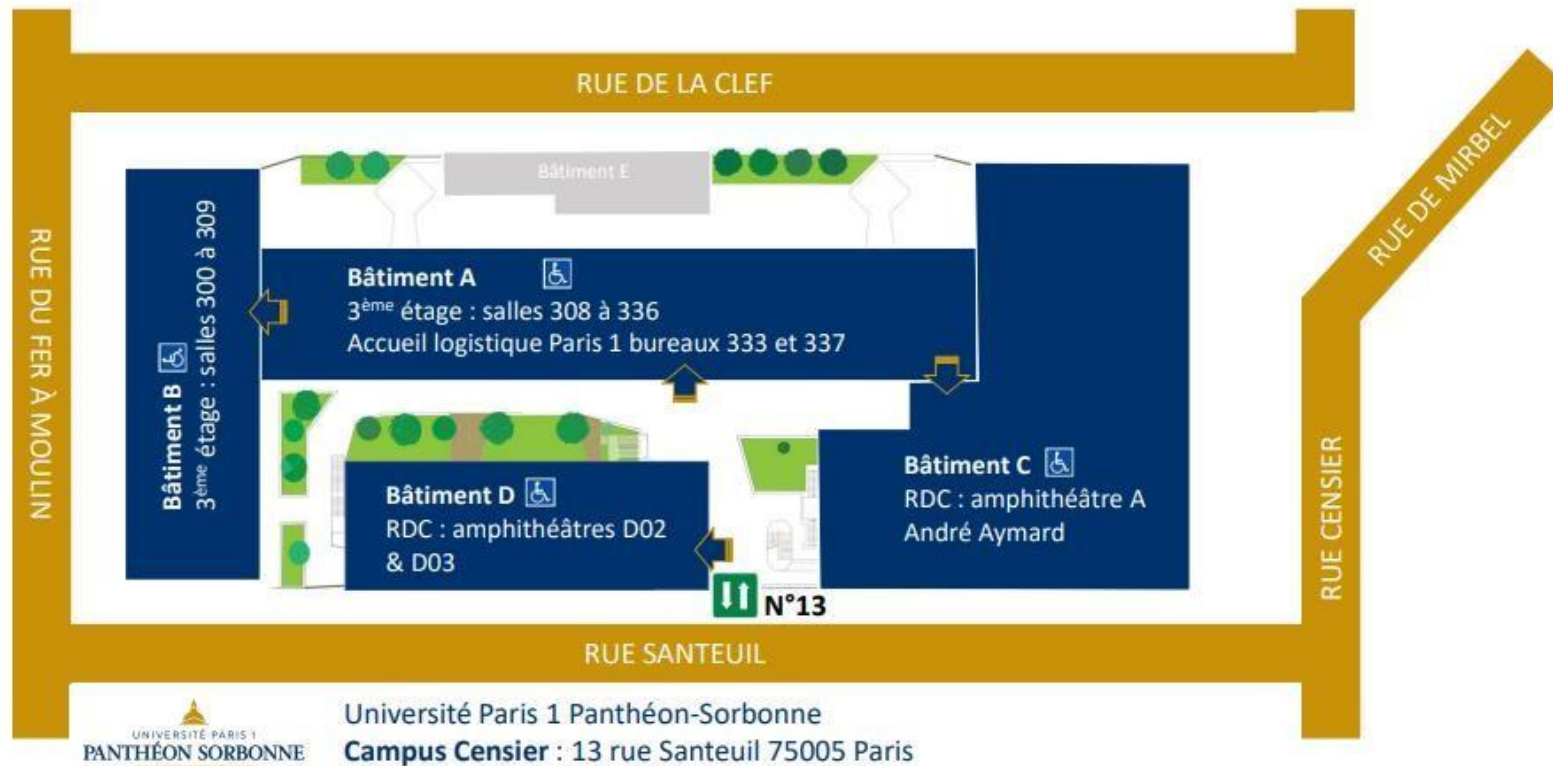 RUE DE LA CLEF
RUE DE MIRBEL
Bâtiment E
RUE DU FER À MOULIN
Bâtiment B
3ème étage : salles 300 à 309
Bâtiment A
3ème étage : salles 308 à 336
Accueil logistique Paris 1 bureaux 333 et 337
Bâtiment D
RDC : amphithéâtres D02
& D03
Bâtiment C
RDC : amphithéâtre A
André Aymard
RUE CENSIER
N°13
RUE SANTEUIL
UNIVERSITÉ PARIS 1
PANTHÉON SORBONNE
Université Paris 1 Panthéon-Sorbonne
Campus Censier : 13 rue Santeuil 75005 Paris